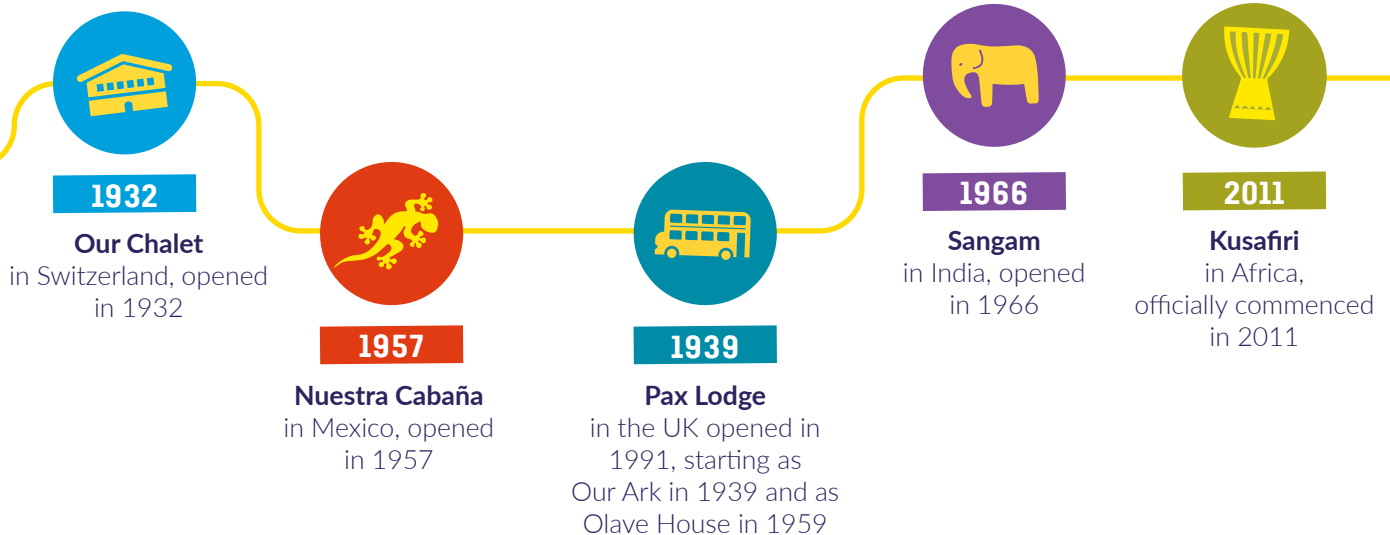 1932
Our Chalet
in Switzerland, opened
in 1932
1957
Nuestra Cabaña
in Mexico, opened
in 1957
1939
Pax Lodge
in the UK opened in
1991, starting as
Our Ark in 1939 and as
Olave House in 1959
1966
Sangam
in India, opened
in 1966
2011
Kusafiri
in Africa,
officially commenced
in 2011